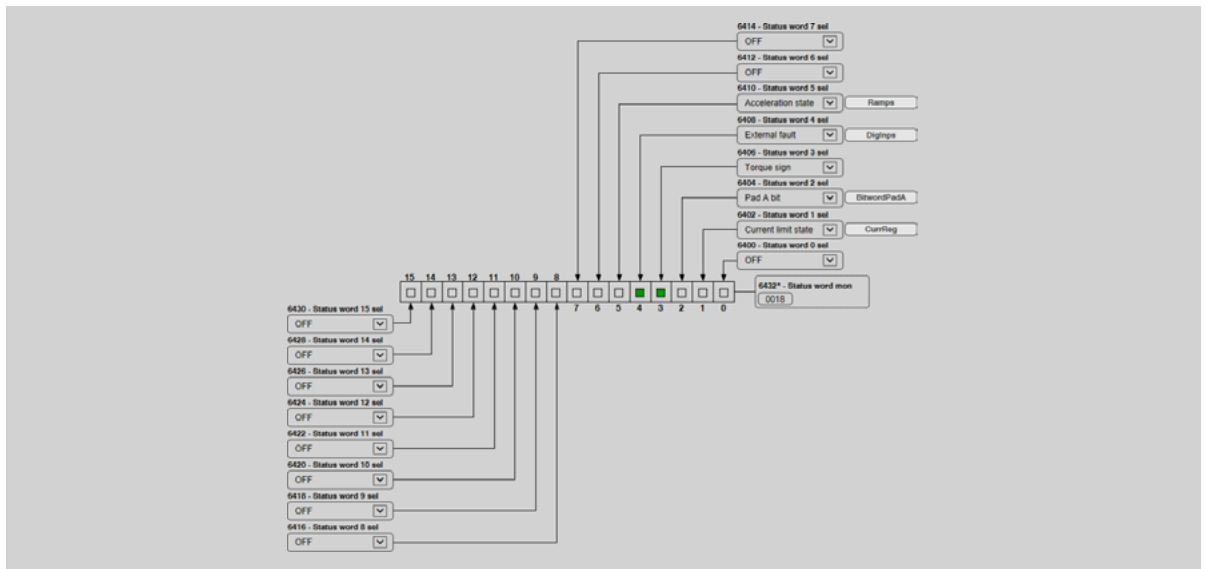 6414 - Status word 7 sel
OFF
6412 - Status word 6 sel
OFF
6410 - Status word 5 sel
Acceleration state Ramps
6408 - Status word 4 sel
External fault DigInps
6406 - Status word 3 sel
Torque sign
6404 - Status word 2 sel
Pad A bit BitwordPadA
6402 - Status word 1 sel
Current limit state CurrReg
6400 - Status word 0 sel
OFF
15 14 13 12 11 10 9 8
6432* - Status word mon
0018
7 6 5 4 3 2 1 0
6430 - Status word 15 sel
OFF
6428 - Status word 14 sel
OFF
6426 - Status word 13 sel
OFF
6424 - Status word 12 sel
OFF
6422 - Status word 11 sel
OFF
6420 - Status word 10 sel
OFF
6418 - Status word 9 sel
OFF
6416 - Status word 8 sel
OFF